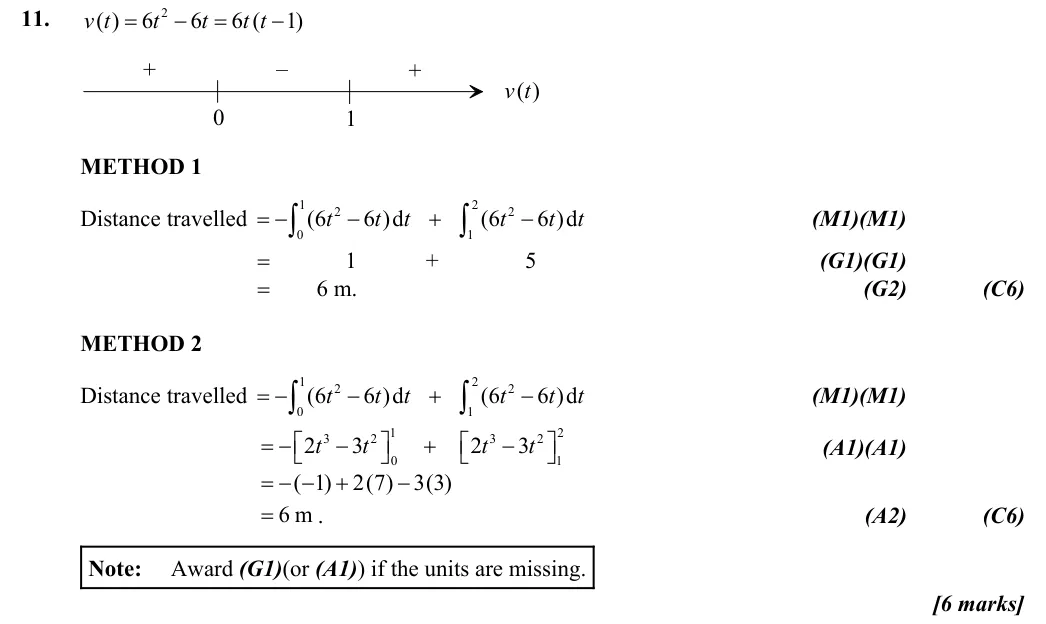 11. v(t) = 6t² − 6t = 6t(t − 1)
+ − +
v(t)
0 1
METHOD 1
Distance travelled = −∫₀¹(6t² − 6t)dt + ∫₁²(6t² − 6t)dt (M1)(M1)
= 1 + 5 (G1)(G1)
= 6 m. (G2) (C6)
METHOD 2
Distance travelled = −∫₀¹(6t² − 6t)dt + ∫₁²(6t² − 6t)dt (M1)(M1)
= −[2t³ − 3t²]₀¹ + [2t³ − 3t²]₁² (A1)(A1)
= −(−1) + 2(7) − 3(3)
= 6 m . (A2) (C6)
Note: Award (G1)(or (A1)) if the units are missing.
[6 marks]